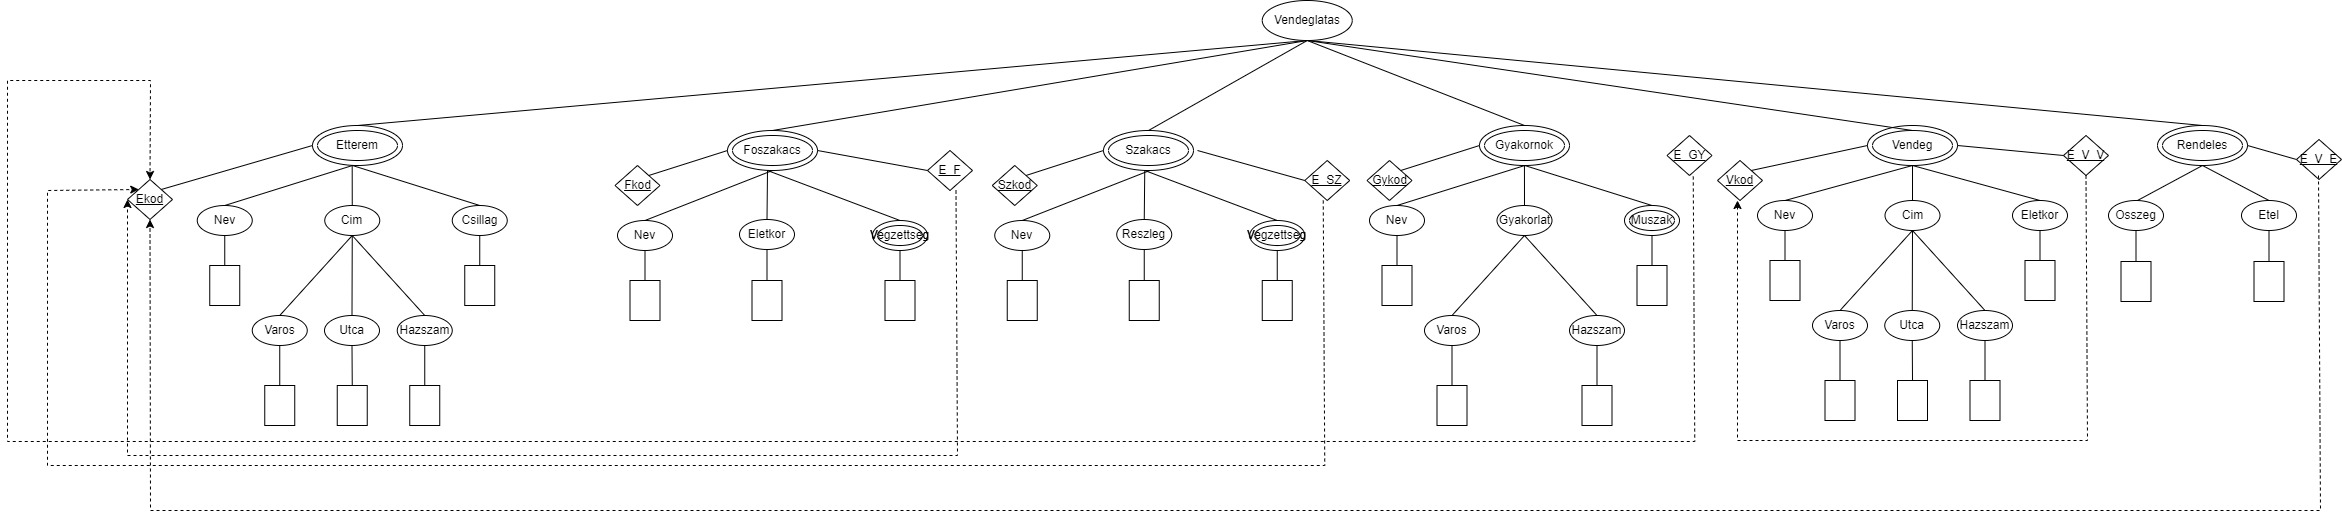 Vendeglatas
Etterem
Foszakacs
Szakacs
Gyakornok
Vendeg
Rendeles
Ekod
Fkod
E_F
Szkod
E_SZ
Gykod
E_GY
Vkod
E_V_V
E_V_E
Nev
Cim
Csillag
Nev
Eletkor
Végzettség
Nev
Reszleg
Végzettség
Nev
Gyakorlat
Muszak
Nev
Cim
Eletkor
Osszeg
Etel
Varos
Utca
Hazszam
Varos
Hazszam
Varos
Utca
Hazszam